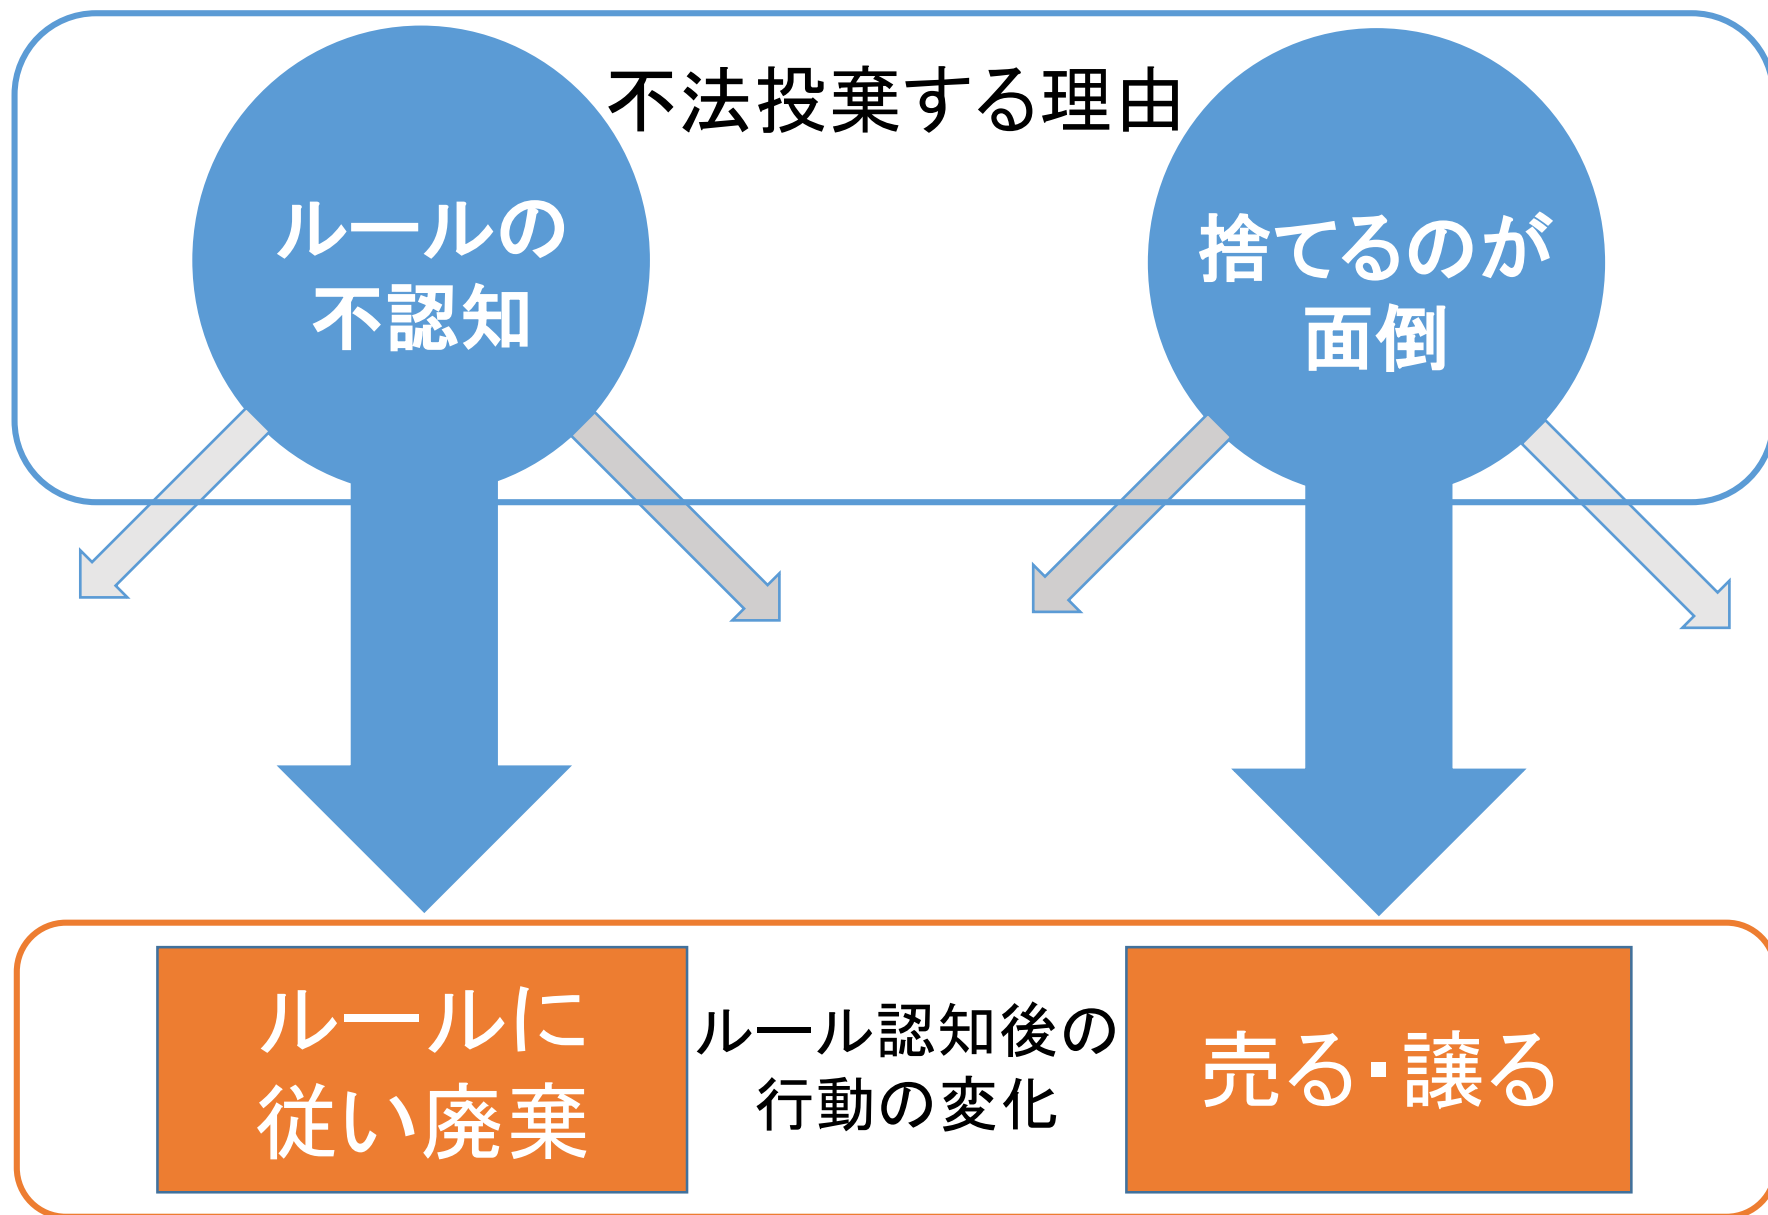 不法投棄する理由
ルールの
不認知
捨てるのが
面倒
ルールに
従い廃棄
ルール認知後の
行動の変化
売る・譲る